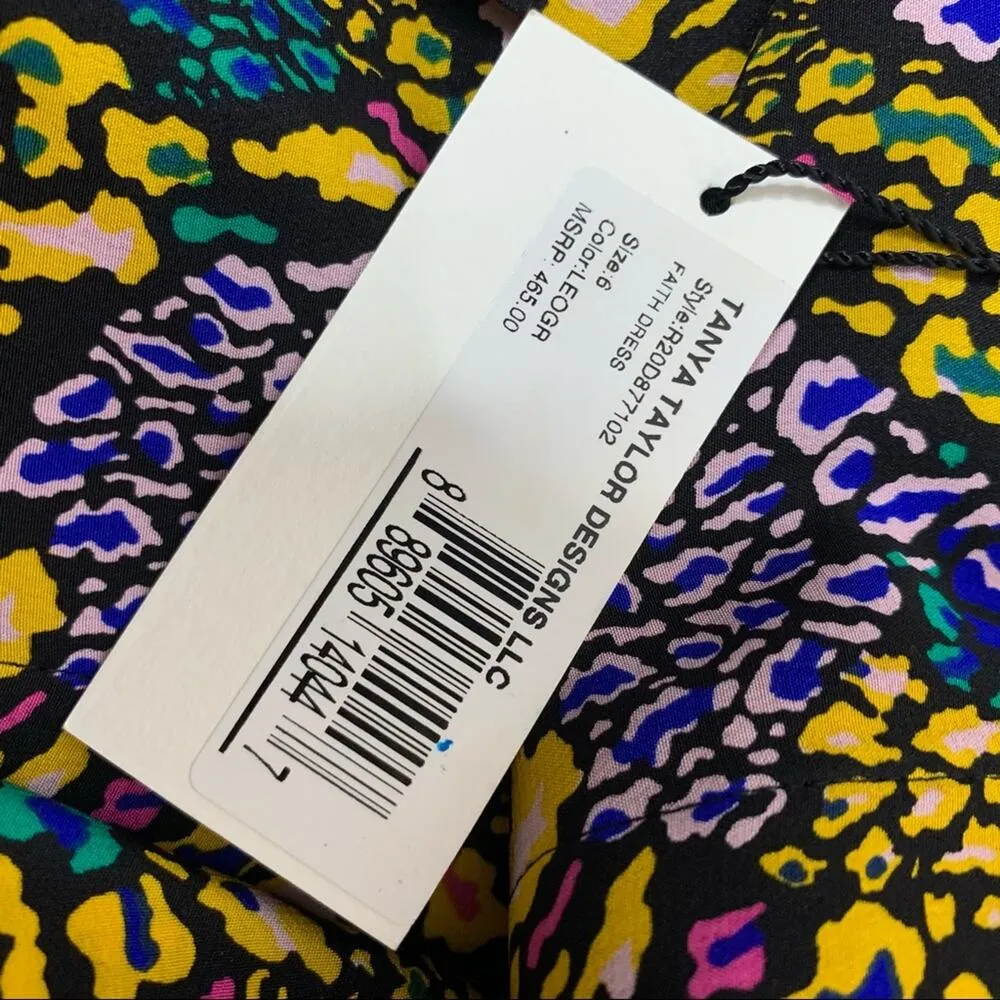 TANYA TAYLOR DESIGNS LLC
Style:R20D877102
FAITH DRESS
Size:6
Color:LEOGR
MSRP: 465.00
8 89605 14044 7